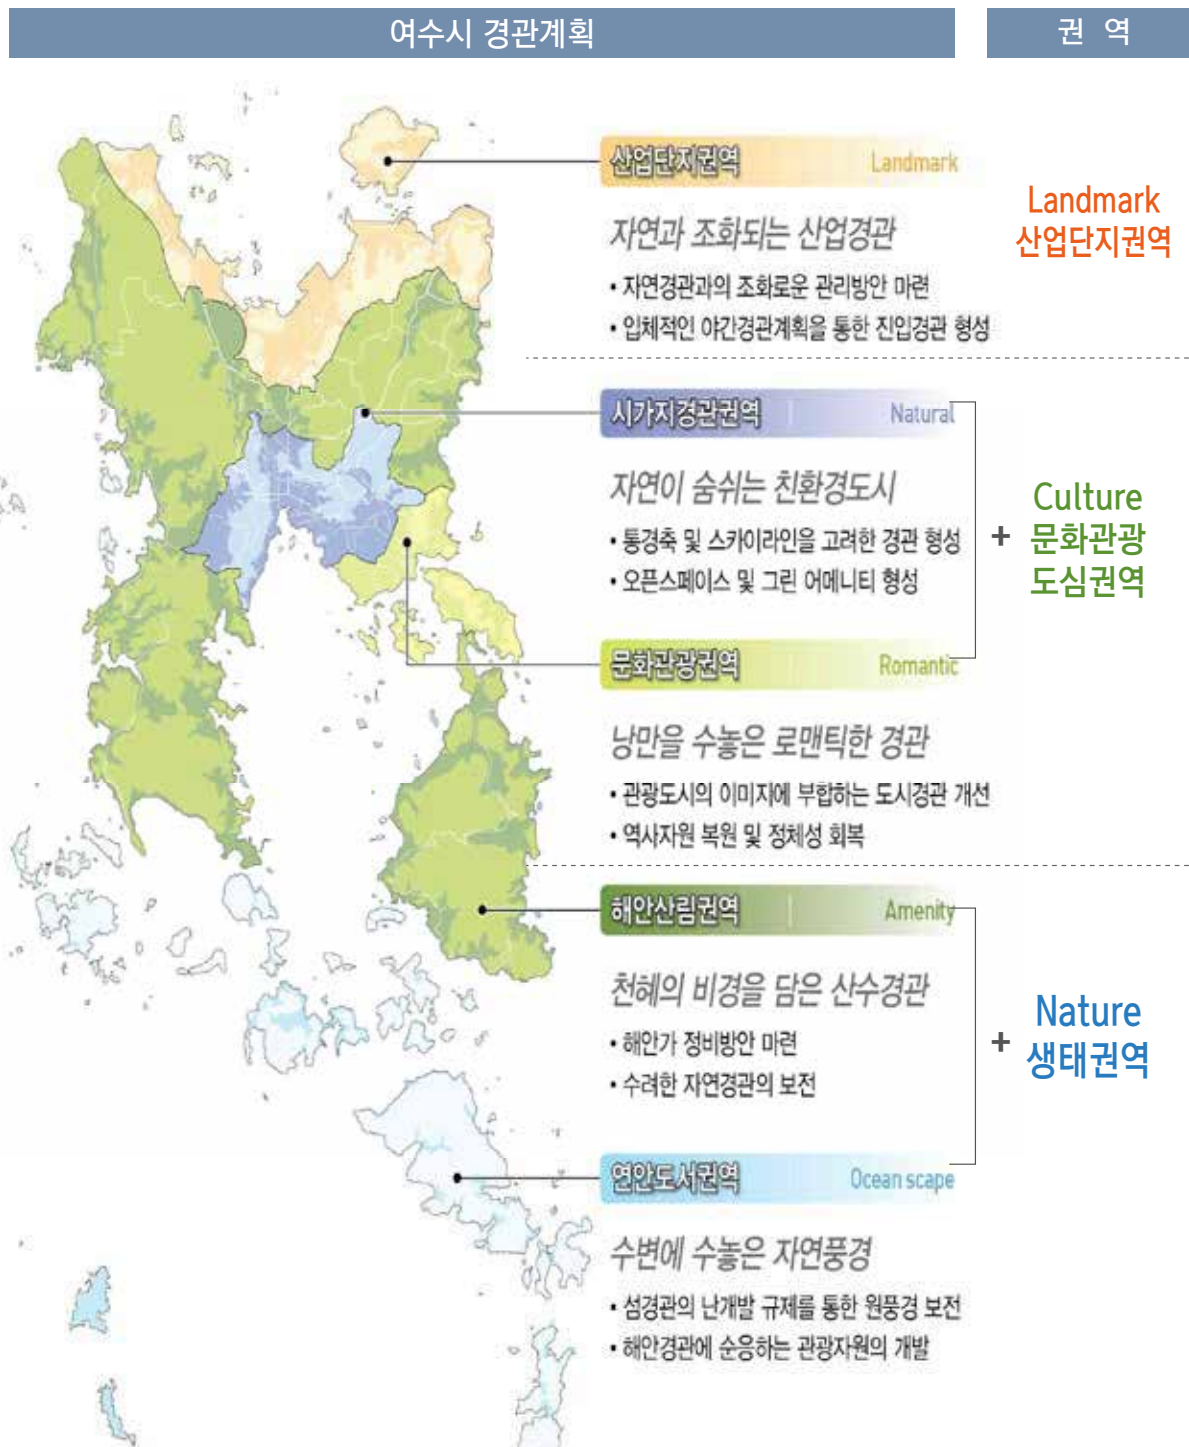 여수시 경관계획
권 역
산업단지권역 Landmark
자연과 조화되는 산업경관
• 자연경관과의 조화로운 관리방안 마련
• 입체적인 야간경관계획을 통한 진입경관 형성
Landmark
산업단지권역
시가지경관권역 Natural
자연이 숨쉬는 친환경도시
• 통경축 및 스카이라인을 고려한 경관 형성
• 오픈스페이스 및 그린 어메니티 형성
문화관광권역 Romantic
낭만을 수놓은 로맨틱한 경관
• 관광도시의 이미지에 부합하는 도시경관 개선
• 역사자원 복원 및 정체성 회복
+
Culture
문화관광
도심권역
해안산림권역 Amenity
천혜의 비경을 담은 산수경관
• 해안가 정비방안 마련
• 수려한 자연경관의 보전
연안도서권역 Ocean scape
수변에 수놓은 자연풍경
• 섬경관의 난개발 규제를 통한 원풍경 보전
• 해안경관에 순응하는 관광자원의 개발
+
Nature
생태권역